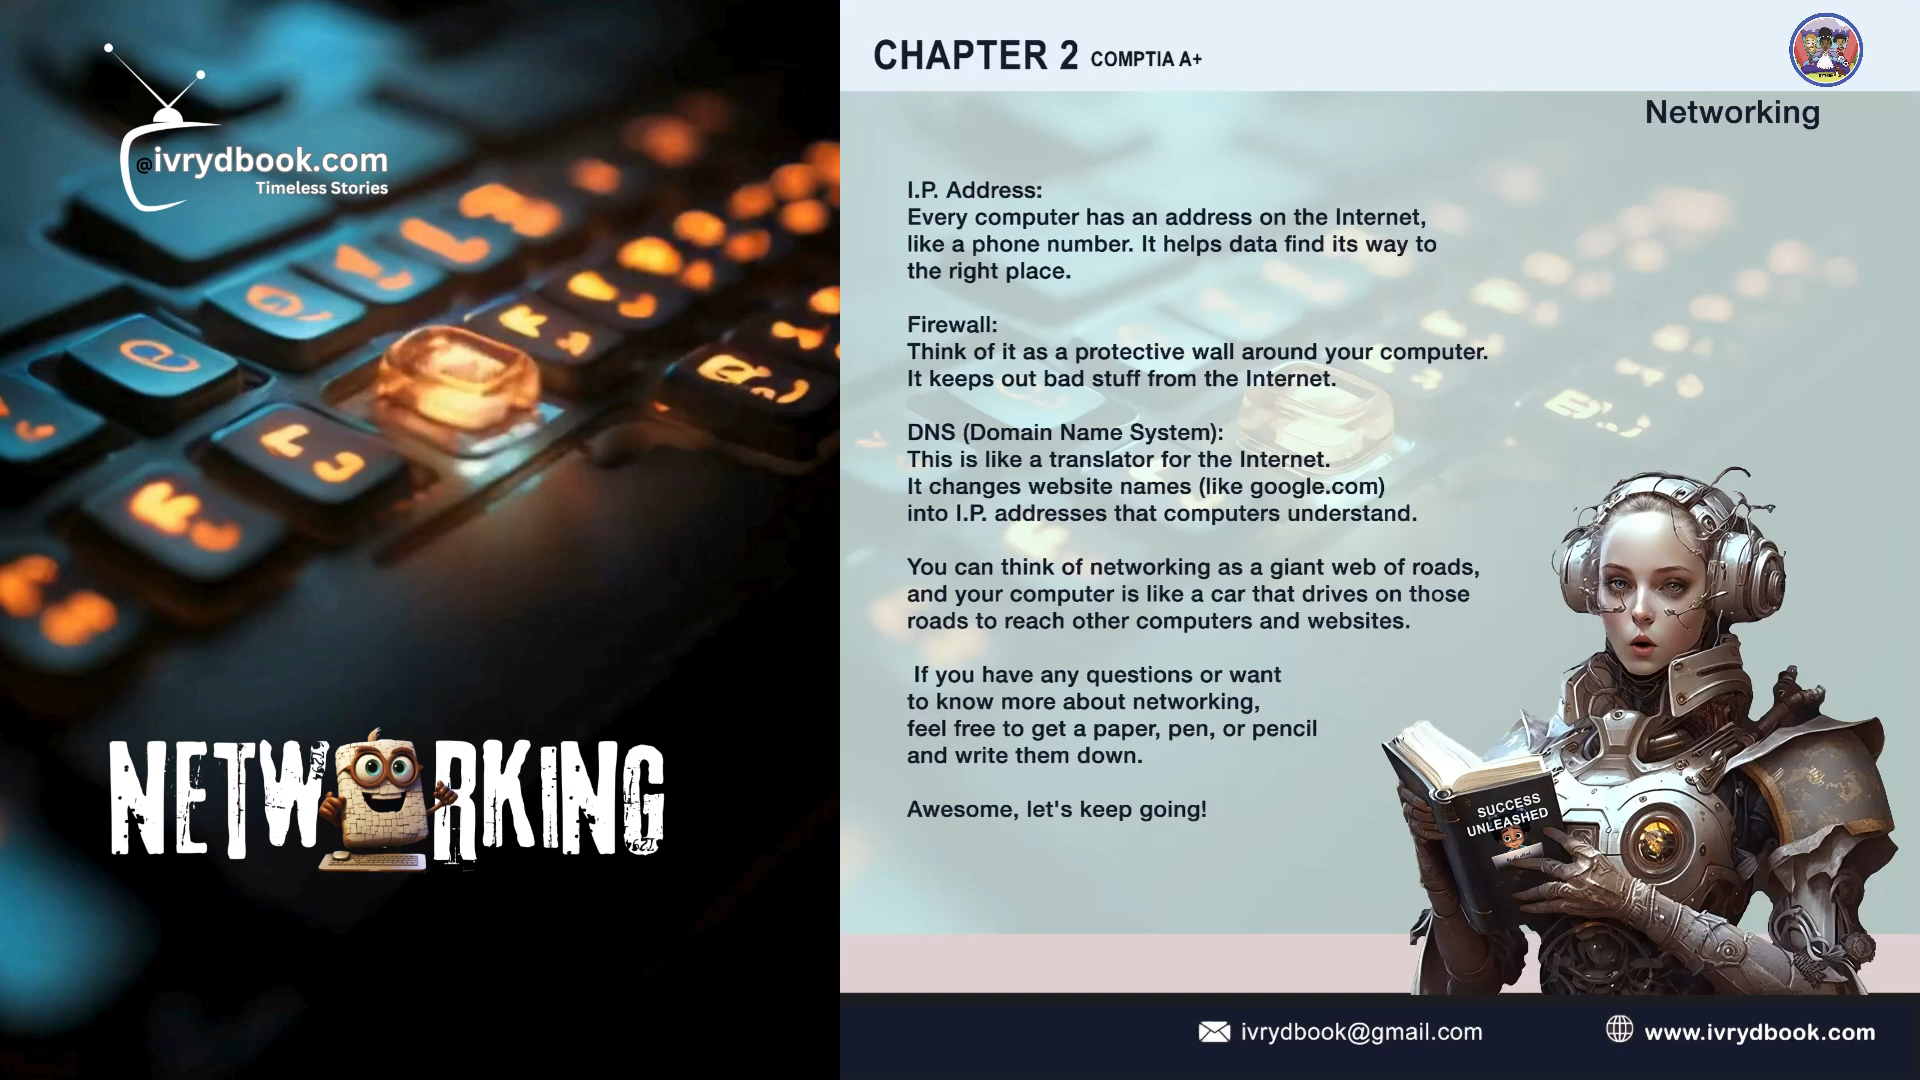 @ivrydbook.com
Timeless Stories
NETWORKING
CHAPTER 2 COMPTIA A+
Networking
I.P. Address:
Every computer has an address on the Internet,
like a phone number. It helps data find its way to
the right place.
Firewall:
Think of it as a protective wall around your computer.
It keeps out bad stuff from the Internet.
DNS (Domain Name System):
This is like a translator for the Internet.
It changes website names (like google.com)
into I.P. addresses that computers understand.
You can think of networking as a giant web of roads,
and your computer is like a car that drives on those
roads to reach other computers and websites.
If you have any questions or want
to know more about networking,
feel free to get a paper, pen, or pencil
and write them down.
Awesome, let's keep going!
SUCCESS
UNLEASHED
ivrydbook@gmail.com
www.ivrydbook.com